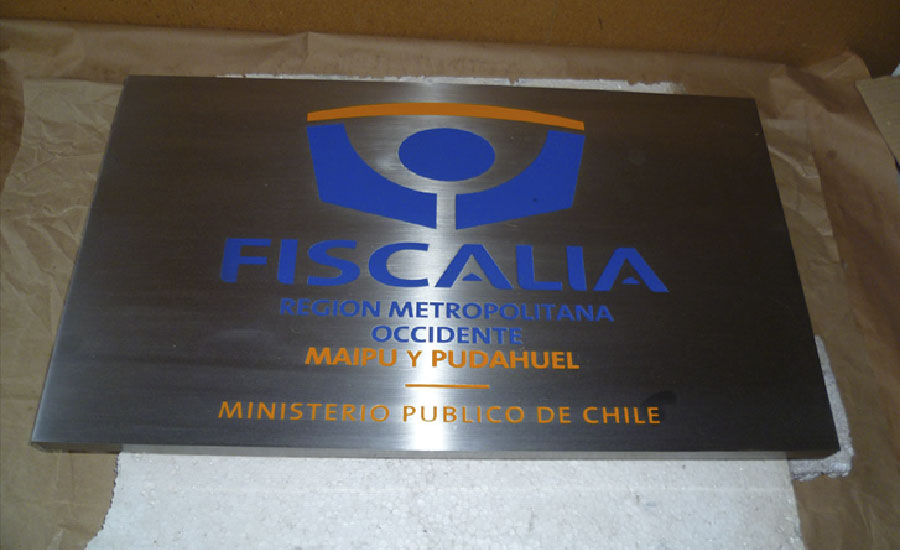 FISCALIA
REGION METROPOLITANA
OCCIDENTE
MAIPU Y PUDAHUEL
MINISTERIO PUBLICO DE CHILE